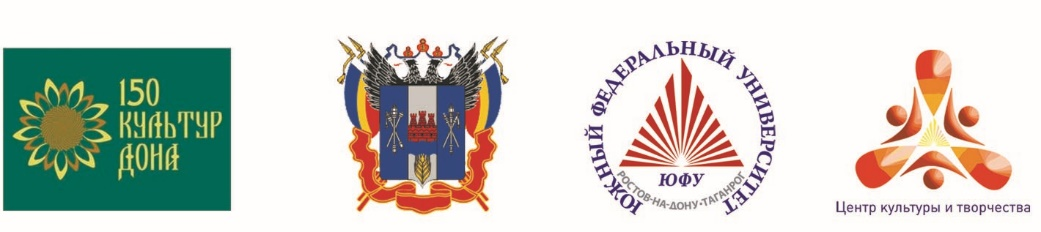 150
КУЛЬТУР
ДОНА
ЮЖНЫЙ ФЕДЕРАЛЬНЫЙ УНИВЕРСИТЕТ
ЮФУ
РОСТОВ-НА-ДОНУ•ТАГАНРОГ
Центр культуры и творчества